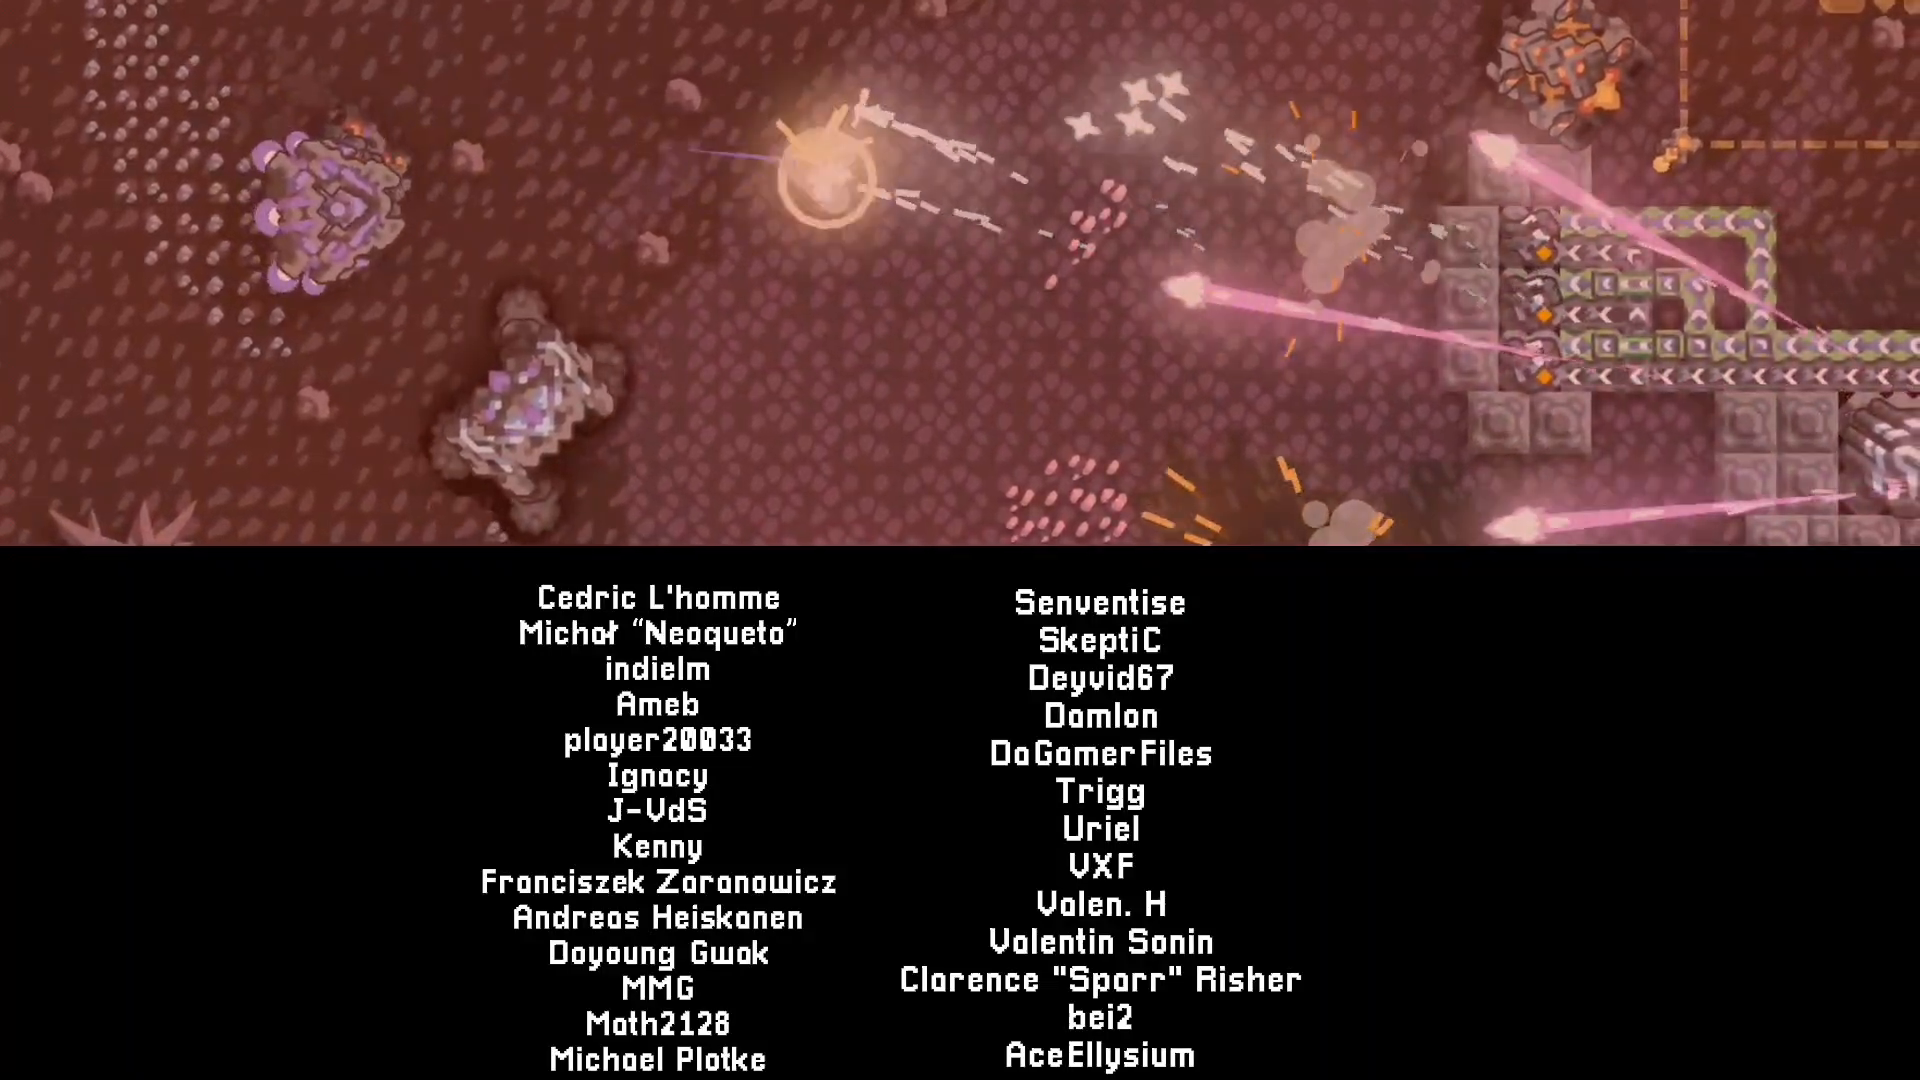 Cedric L'homme
Michał “Neoqueto”
indielm
Ameb
player20033
Ignacy
J-VdS
Kenny
Franciszek Zaranowicz
Andreas Heiskanen
Doyoung Gwak
MMG
Math2128
Michael Plotke
Senventise
SkeptiC
Deyvid67
Damlon
DaGamerFiles
Trigg
Uriel
VXF
Valen. H
Valentin Sonin
Clarence "Sparr" Risher
bei2
AceEllysium